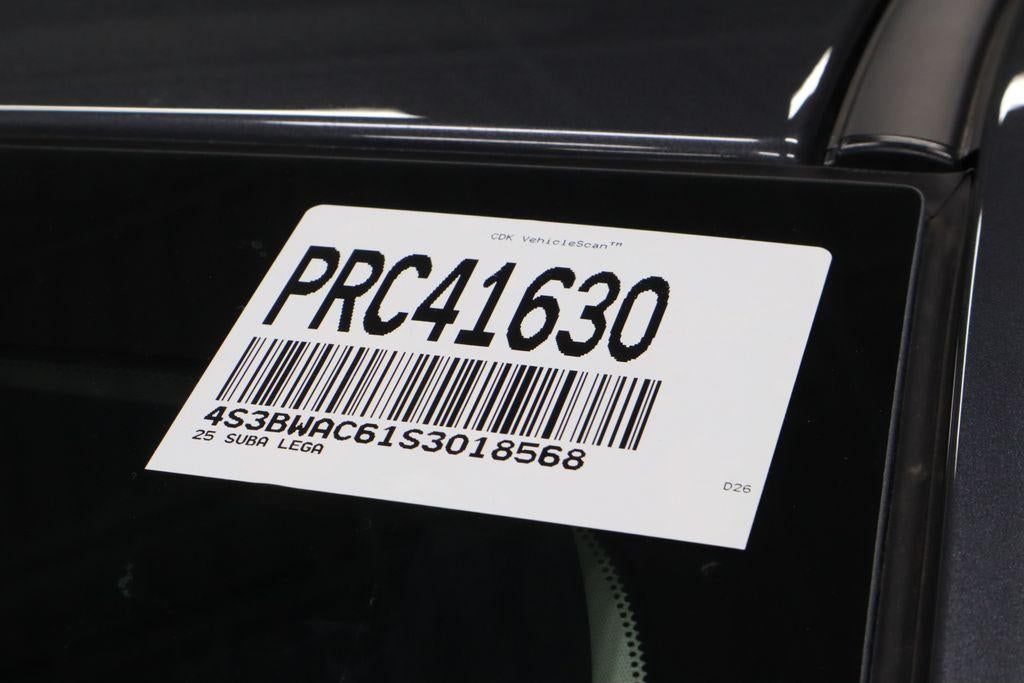 CDK VehicleScan™
PRC41630
4S3BWAC61S3018568
25 SUBA LEGA
D26